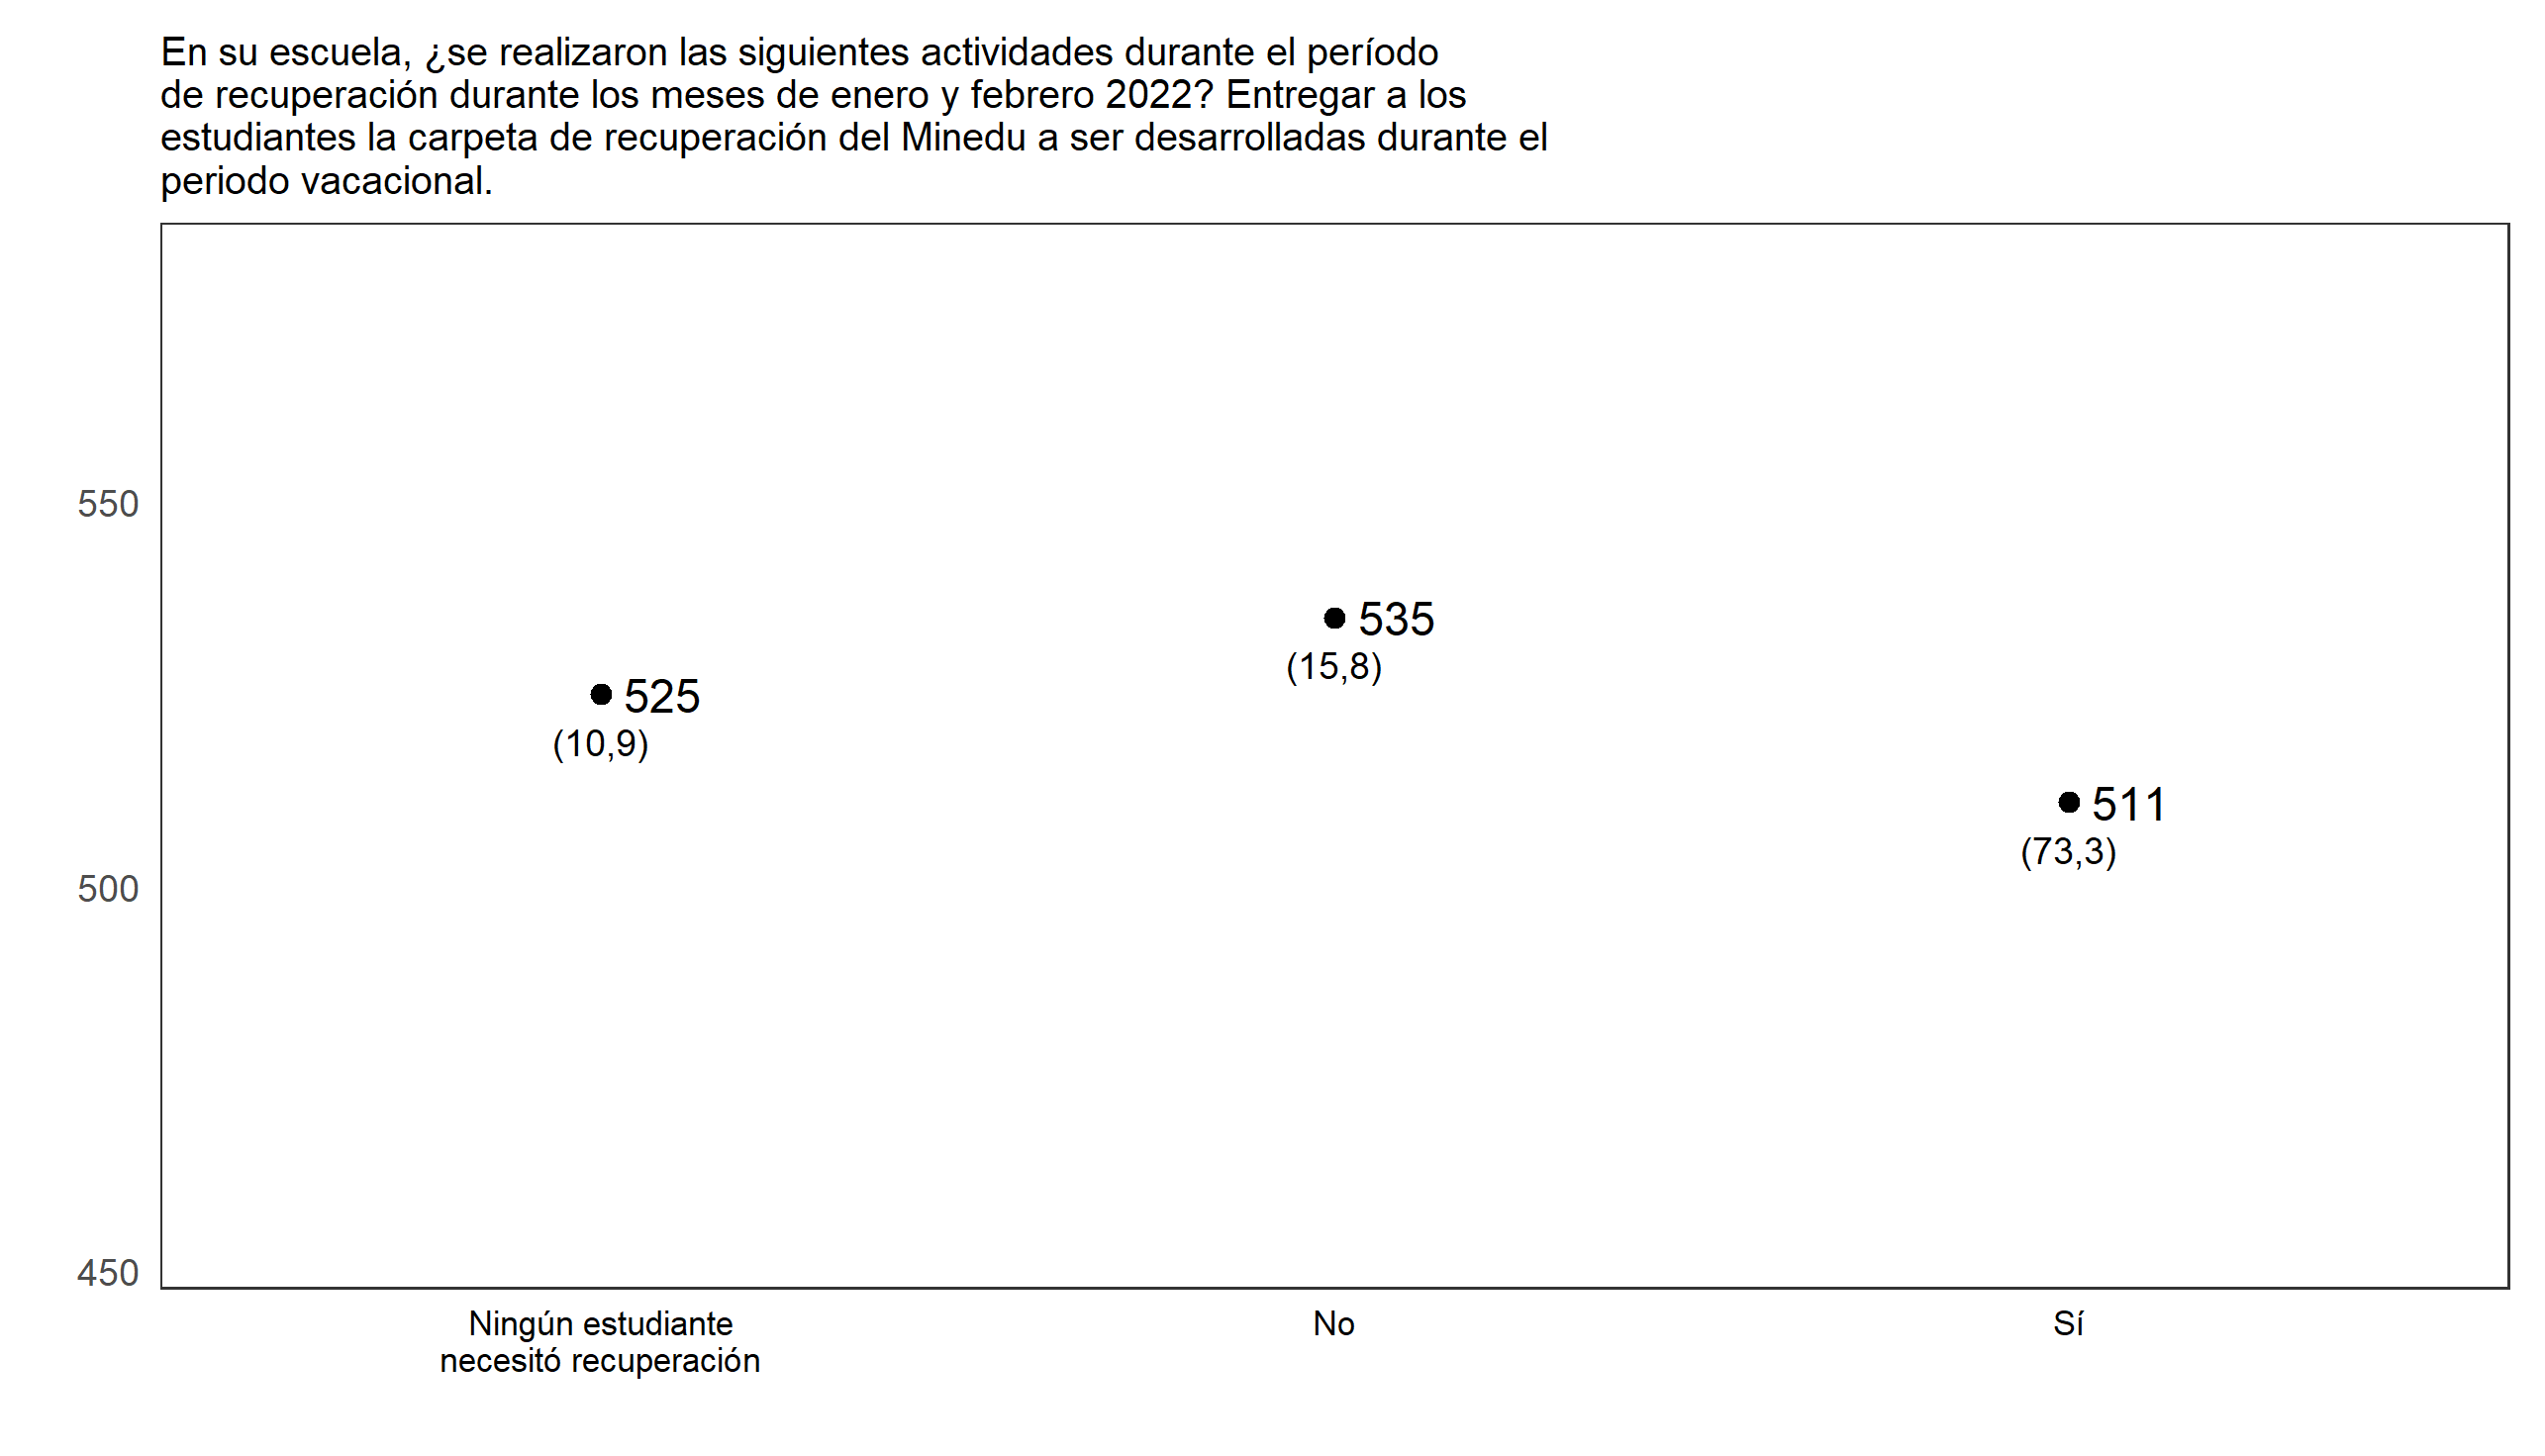 En su escuela, ¿se realizaron las siguientes actividades durante el período
de recuperación durante los meses de enero y febrero 2022? Entregar a los
estudiantes la carpeta de recuperación del Minedu a ser desarrolladas durante el
periodo vacacional.
550
535
(15,8)
525
(10,9)
511
(73,3)
500
450
Ningún estudiante
necesitó recuperación
No
Sí